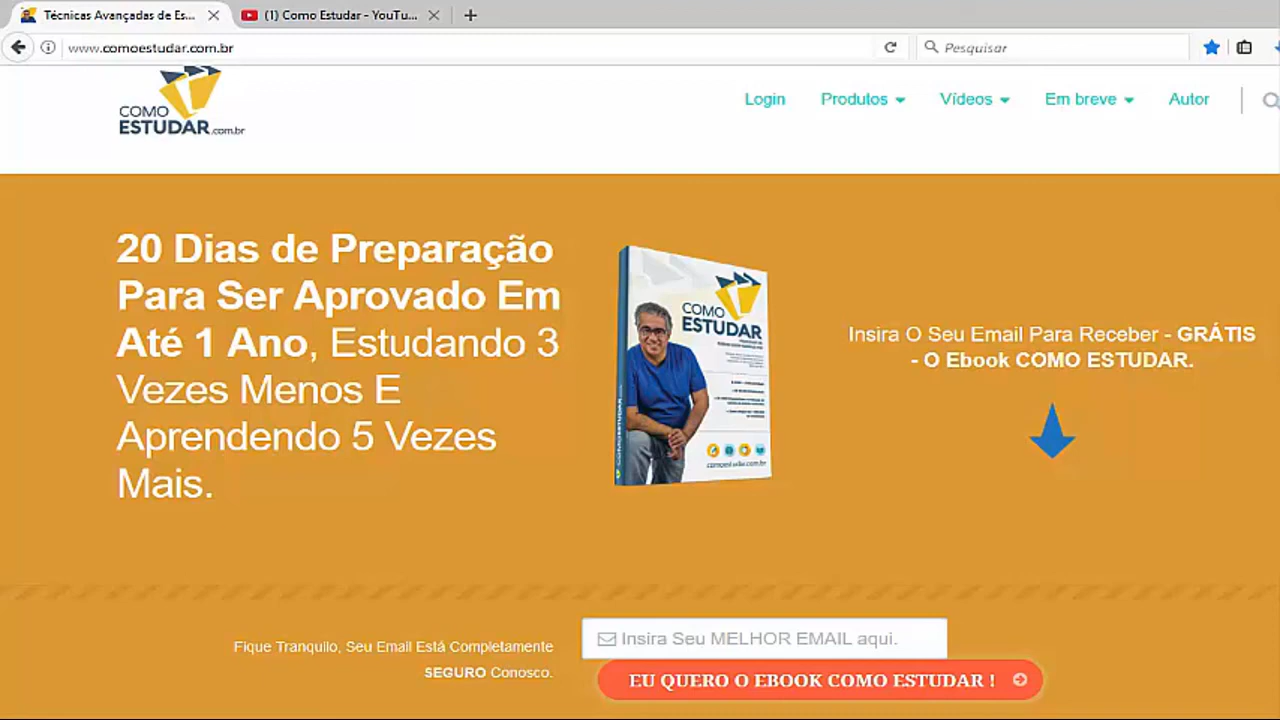 Técnicas Avançadas de Es...
(1) Como Estudar - YouTu...
www.comoestudar.com.br
Pesquisar
COMO
ESTUDAR.com.br
Login
Produtos
Vídeos
Em breve
Autor
20 Dias de Preparação
Para Ser Aprovado Em
Até 1 Ano, Estudando 3
Vezes Menos E
Aprendendo 5 Vezes
Mais.
COMO
ESTUDAR
comoestudar.com.br
Insira O Seu Email Para Receber - GRÁTIS
- O Ebook COMO ESTUDAR.
Fique Tranquilo, Seu Email Está Completamente
SEGURO Conosco.
Insira Seu MELHOR EMAIL aqui.
EU QUERO O EBOOK COMO ESTUDAR !